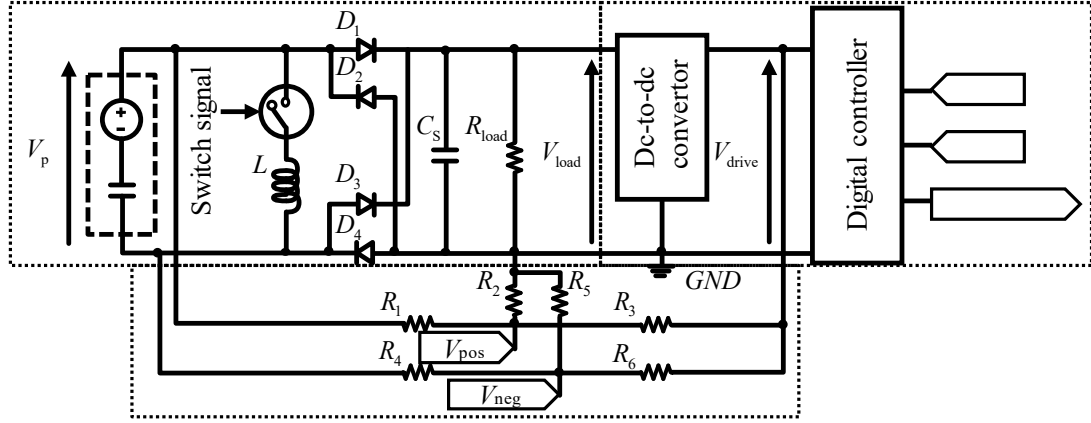 D1
D2
D3
D4
Vp
+
-
Switch signal
L
CS
Rload
Vload
Dc-to-dc
convertor
Vdrive
Digital controller
GND
R1
R2
R5
R3
Vpos
R4
R6
Vneg